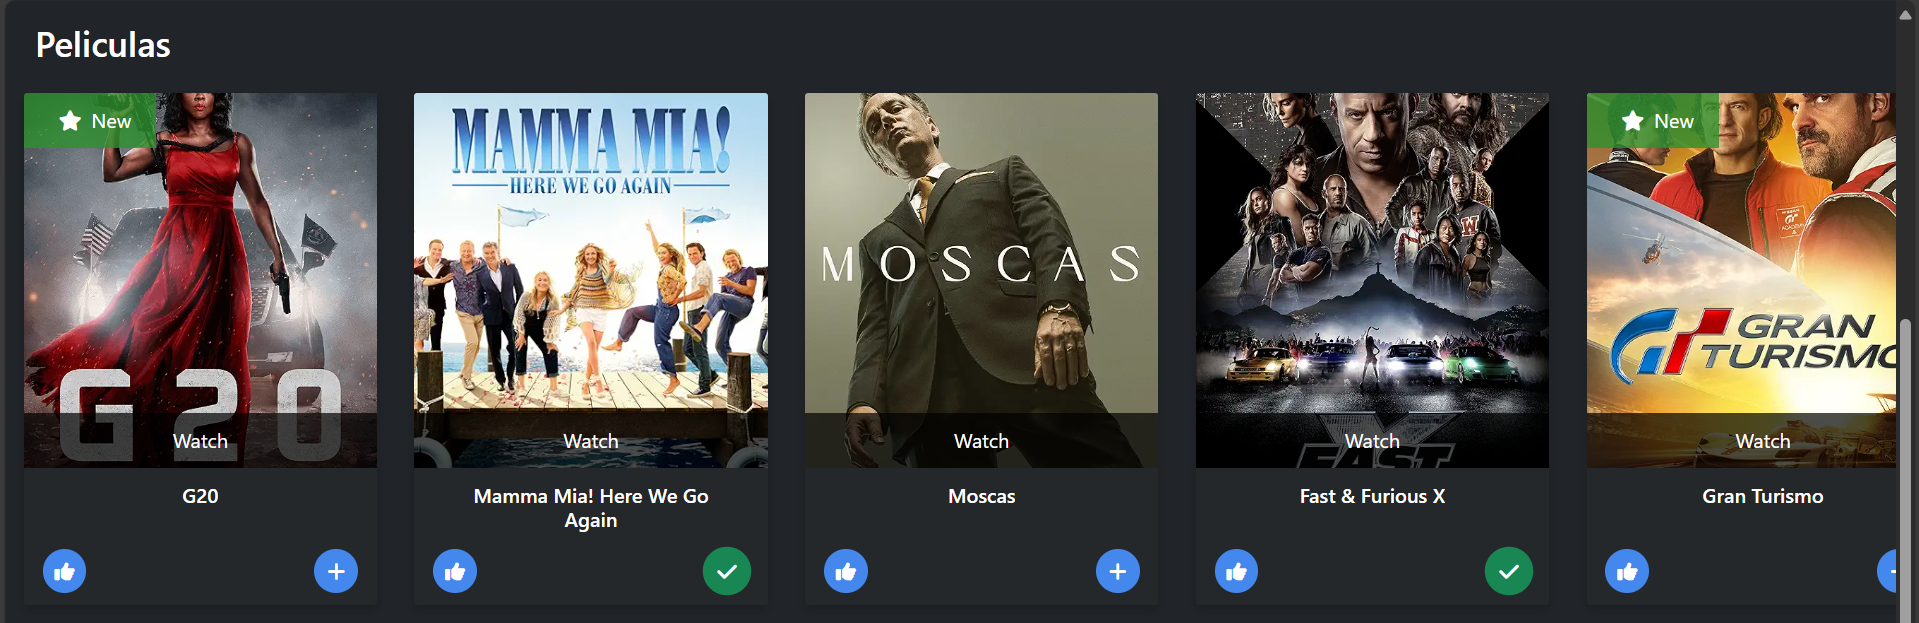 Peliculas
New
G20
Watch
G20
MAMMA MIA!
HERE WE GO AGAIN
Watch
Mamma Mia! Here We Go
Again
MOSCAS
Watch
Moscas
FAST
Watch
Fast & Furious X
New
GRAN
TURISMO
Watch
Gran Turismo